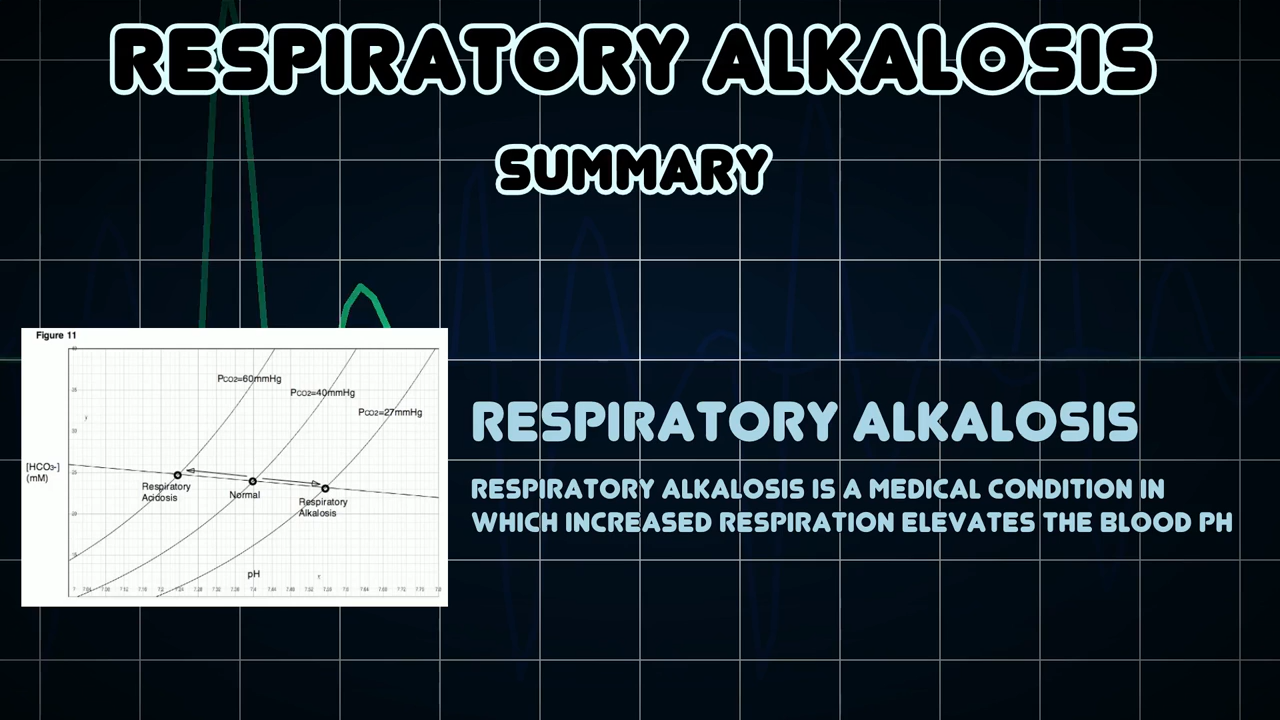 RESPIRATORY ALKALOSIS
SUMMARY
Figure 11
PCO2=60mmHg
PCO2=40mmHg
PCO2=27mmHg
[HCO3-]
(mM)
Respiratory
Acidosis
Normal
Respiratory
Alkalosis
pH
RESPIRATORY ALKALOSIS
RESPIRATORY ALKALOSIS IS A MEDICAL CONDITION IN
WHICH INCREASED RESPIRATION ELEVATES THE BLOOD PH